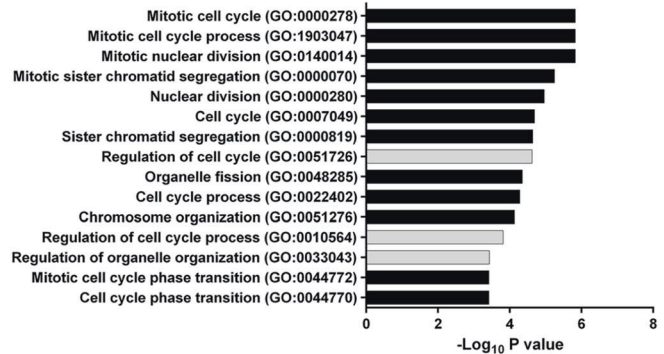 Mitotic cell cycle (GO:0000278)
Mitotic cell cycle process (GO:1903047)
Mitotic nuclear division (GO:0140014)
Mitotic sister chromatid segregation (GO:0000070)
Nuclear division (GO:0000280)
Cell cycle (GO:0007049)
Sister chromatid segregation (GO:0000819)
Regulation of cell cycle (GO:0051726)
Organelle fission (GO:0048285)
Cell cycle process (GO:0022402)
Chromosome organization (GO:0051276)
Regulation of cell cycle process (GO:0010564)
Regulation of organelle organization (GO:0033043)
Mitotic cell cycle phase transition (GO:0044772)
Cell cycle phase transition (GO:0044770)
0 2 4 6 8
-Log10 P value